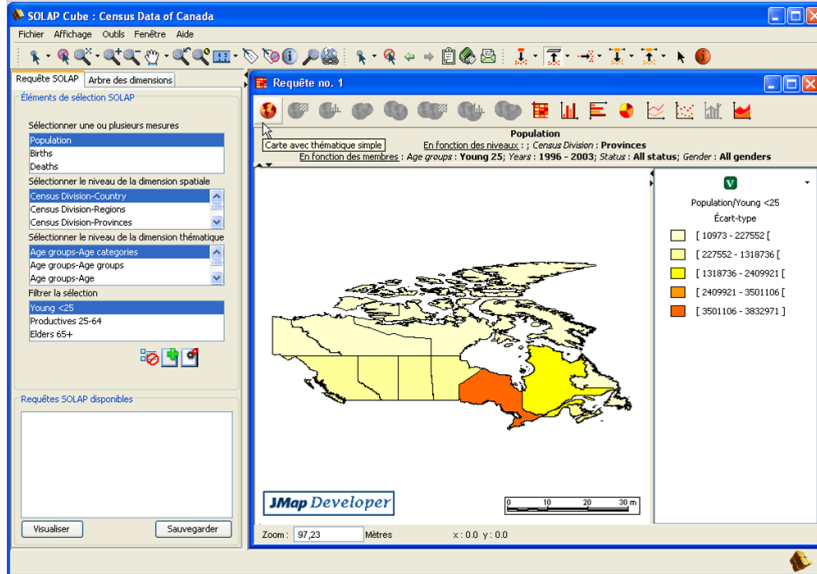 SOLAP Cube : Census Data of Canada
Fichier Affichage Outils Fenêtre Aide
Requête SOLAP Arbre des dimensions
Éléments de sélection SOLAP
Sélectionner une ou plusieurs mesures
Population
Births
Deaths
Sélectionner le niveau de la dimension spatiale
Census Division-Country
Census Division-Regions
Census Division-Provinces
Sélectionner le niveau de la dimension thématique
Age groups-Age categories
Age groups-Age groups
Age groups-Age
Filtrer la sélection
Young <25
Productives 25-64
Elders 65+
Requêtes SOLAP disponibles
Visualiser Sauvegarder
Requête no. 1
Population
Carte avec thématique simple
En fonction des niveaux : ; Census Division : Provinces
En fonction des membres : Age groups : Young 25; Years : 1996 - 2003; Status : All status; Gender : All genders
V
Population/Young <25
Écart-type
[ 10973 - 227552 [
[ 227552 - 1318736 [
[ 1318736 - 2409921 [
[ 2409921 - 3501106 [
[ 3501106 - 3832971 ]
JMap Developer
0 10 20 30 m
Zoom : 97,23 Mètres x : 0.0 y : 0.0